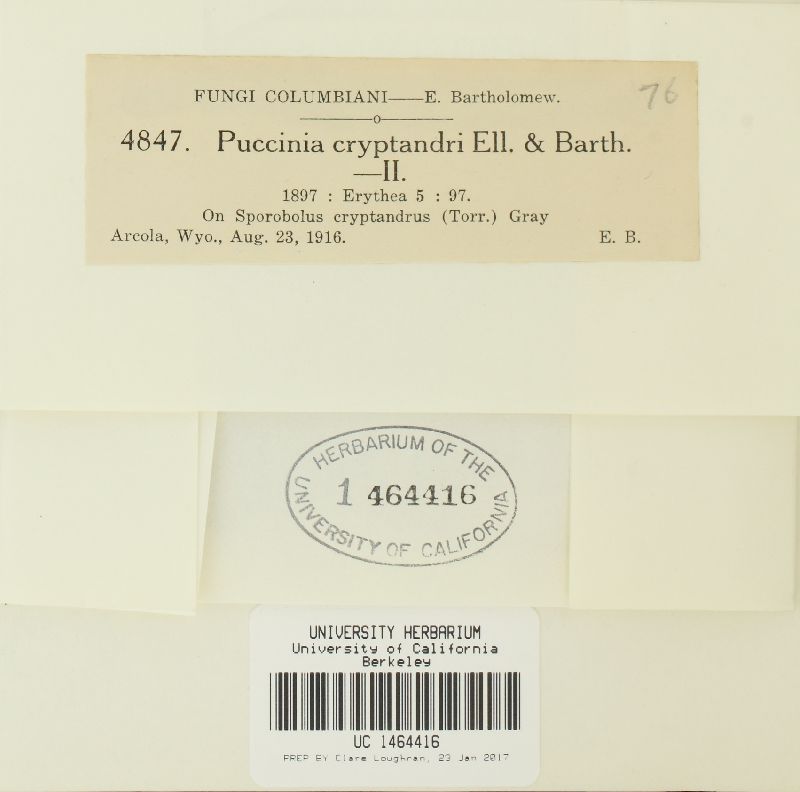 FUNGI COLUMBIANI——E. Bartholomew.
76
4847. Puccinia cryptandri Ell. & Barth.
—II.
1897 : Erythea 5 : 97.
On Sporobolus cryptandrus (Torr.) Gray
Arcola, Wyo., Aug. 23, 1916. E. B.
HERBARIUM OF THE
1 464416
UNIVERSITY OF CALIFORNIA
UNIVERSITY HERBARIUM
University of California
Berkeley
UC 1464416
PREP BY Clare Loughran, 23 Jan 2017